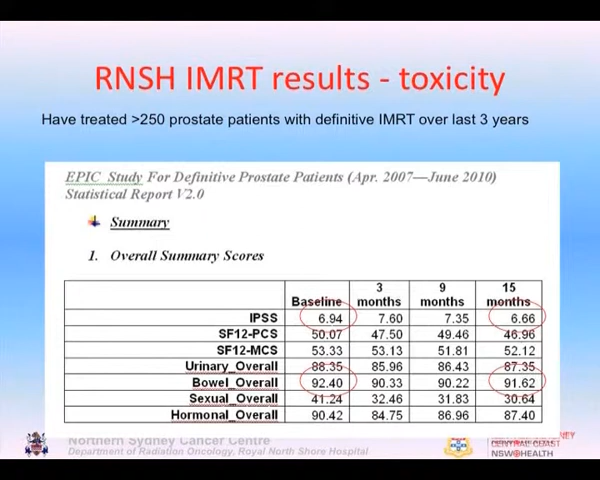 RNSH IMRT results - toxicity
Have treated >250 prostate patients with definitive IMRT over last 3 years
EPIC Study For Definitive Prostate Patients (Apr. 2007—June 2010)
Statistical Report V2.0
Summary
1. Overall Summary Scores
Baseline 3 months 9 months 15 months
IPSS 6.94 7.60 7.35 6.66
SF12-PCS 50.07 47.50 49.46 46.96
SF12-MCS 53.33 53.13 51.81 52.12
Urinary_Overall 88.35 85.96 86.43 87.35
Bowel_Overall 92.40 90.33 90.22 91.62
Sexual_Overall 41.24 32.46 31.83 30.64
Hormonal_Overall 90.42 84.75 86.96 87.40
Northern Sydney Cancer Centre
Department of Radiation Oncology, Royal North Shore Hospital
CENTRAL COAST
NSW HEALTH